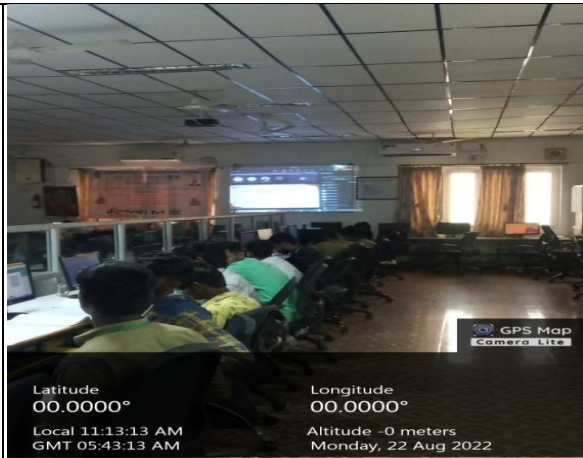 GPS Map
Camera Lite
Latitude
00.0000°
Longitude
00.0000°
Local 11:13:13 AM
GMT 05:43:13 AM
Altitude -0 meters
Monday, 22 Aug 2022